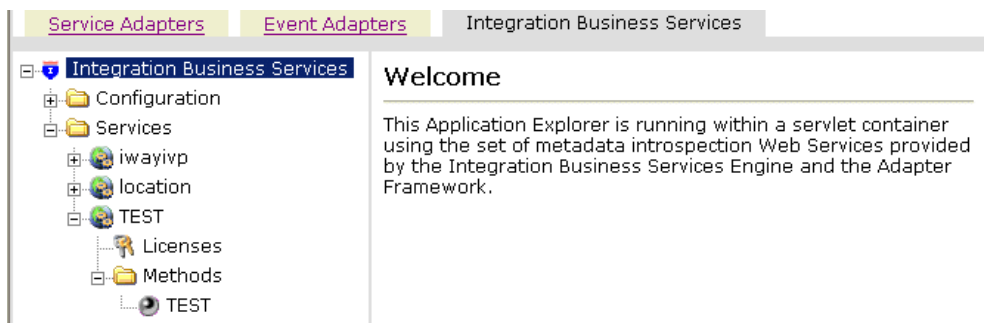 Service Adapters Event Adapters Integration Business Services
Integration Business Services
Configuration
Services
iwayivp
location
TEST
Licenses
Methods
TEST
Welcome
This Application Explorer is running within a servlet container
using the set of metadata introspection Web Services provided
by the Integration Business Services Engine and the Adapter
Framework.